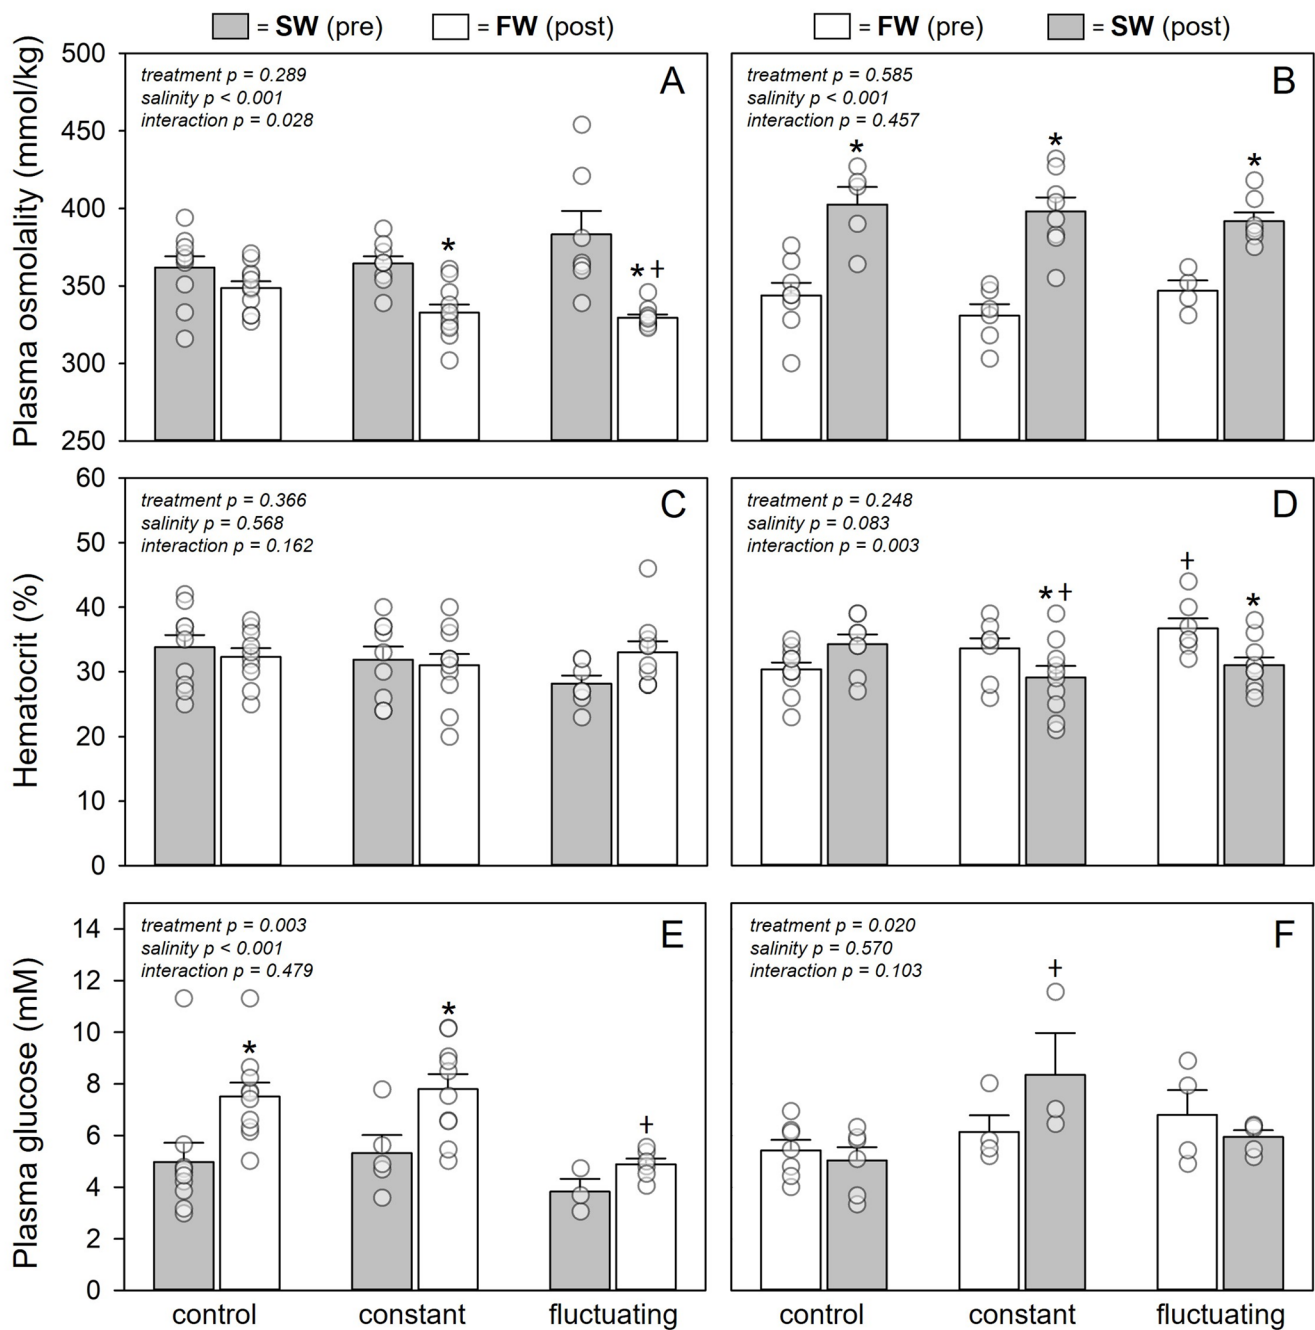 = SW (pre) = FW (post) = FW (pre) = SW (post)
Plasma osmolality (mmol/kg)
500
450
400
350
300
250
treatment p = 0.289
salinity p < 0.001
interaction p = 0.028
A
*
* †
treatment p = 0.585
salinity p < 0.001
interaction p = 0.457
B
*
*
*
Hematocrit (%)
60
50
40
30
20
10
0
treatment p = 0.366
salinity p = 0.568
interaction p = 0.162
C
treatment p = 0.248
salinity p = 0.083
interaction p = 0.003
D
* †
†
*
Plasma glucose (mM)
14
12
10
8
6
4
2
0
treatment p = 0.003
salinity p < 0.001
interaction p = 0.479
E
*
*
†
treatment p = 0.020
salinity p = 0.570
interaction p = 0.103
F
†
control constant fluctuating control constant fluctuating